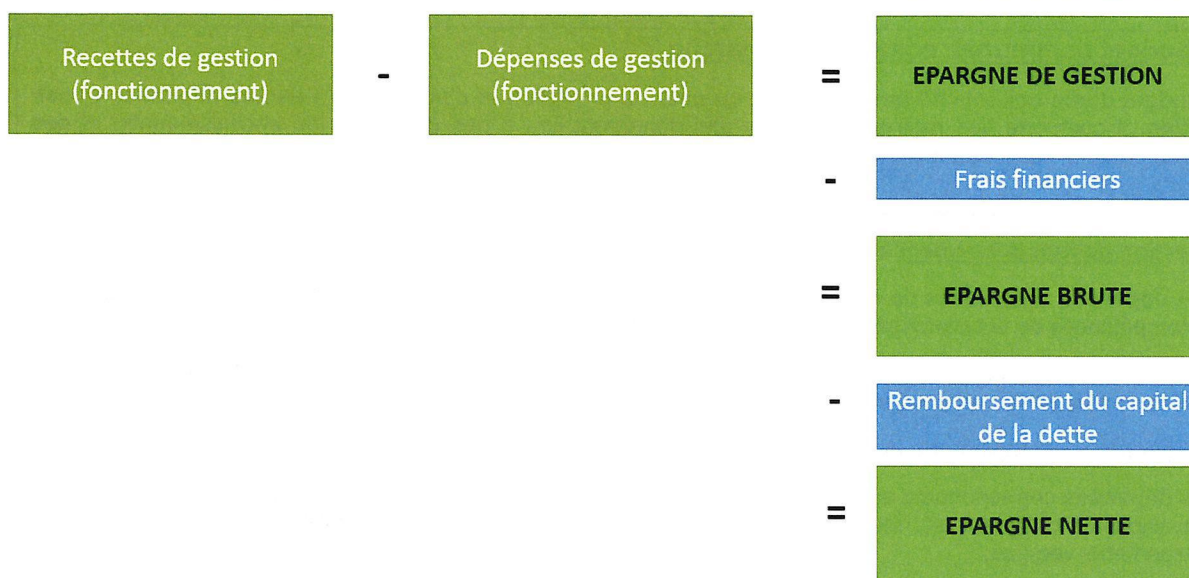 Recettes de gestion
(fonctionnement)
-
Dépenses de gestion
(fonctionnement)
=
EPARGNE DE GESTION
-
Frais financiers
=
EPARGNE BRUTE
-
Remboursement du capital
de la dette
=
EPARGNE NETTE